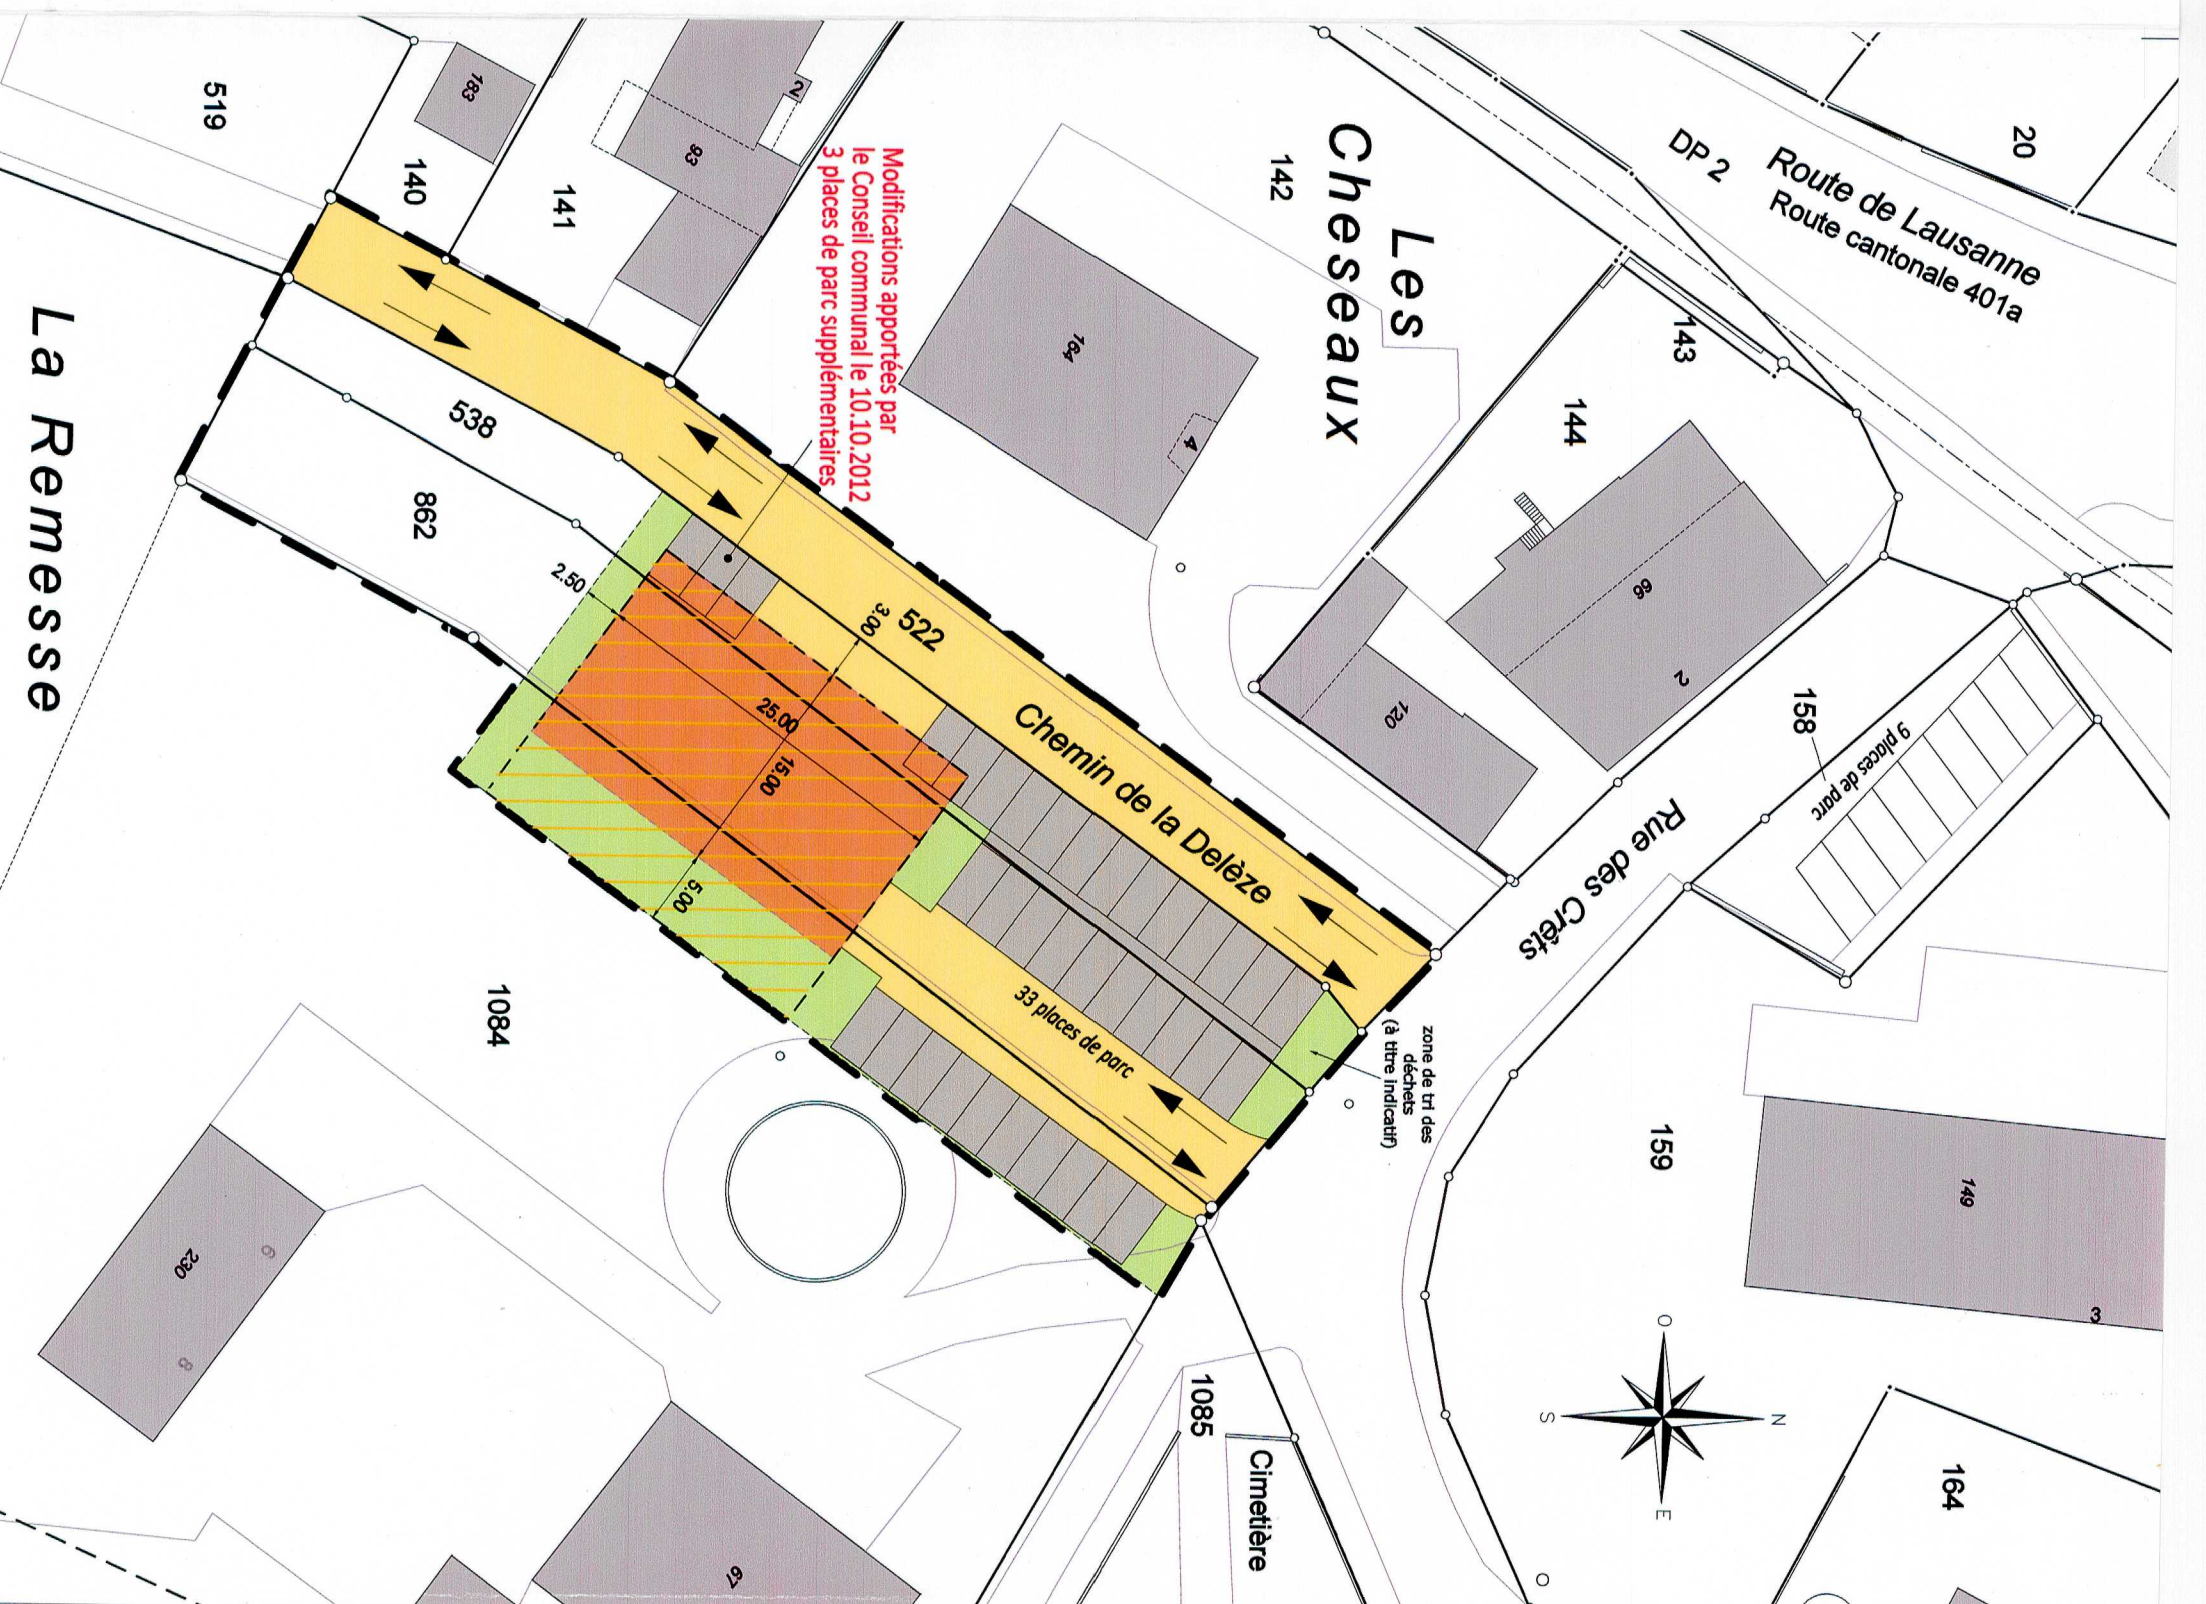 20
Route de Lausanne
Route cantonale 401a
DP 2
Les
Chesseaux
142
143
144
66
2
120
158
9 places de parc
Rue des Crêts
159
149
3
164
O
N
S
E
519
183
140
141
93
2
Modifications apportées par
le Conseil communal le 10.10.2012
3 places de parc supplémentaires
164
4
La Remesse
538
862
522
Chemin de la Delèze
2.50
3.00
25.00
15.00
5.00
33 places de parc
zone de tri des
déchets
(à titre indicatif)
1084
230
6
8
67
1085
Cimetière